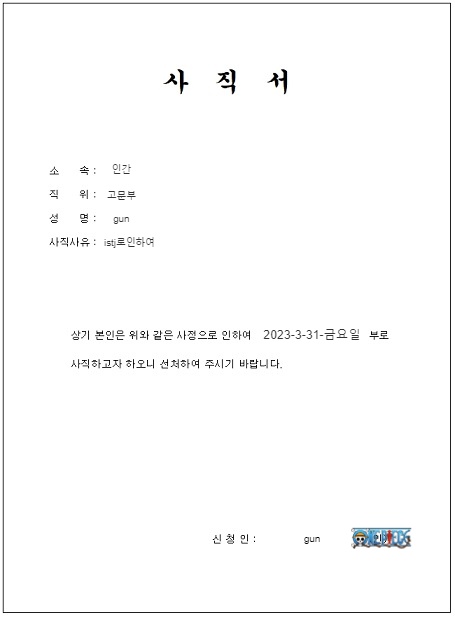 사 직 서
소 속 : 인간
직 위 : 고문부
성 명 : gun
사직사유 : istj로인하여
상기 본인은 위와 같은 사정으로 인하여 2023-3-31-금요일 부로
사직하고자 하오니 선처하여 주시기 바랍니다.
신 청 인 : gun